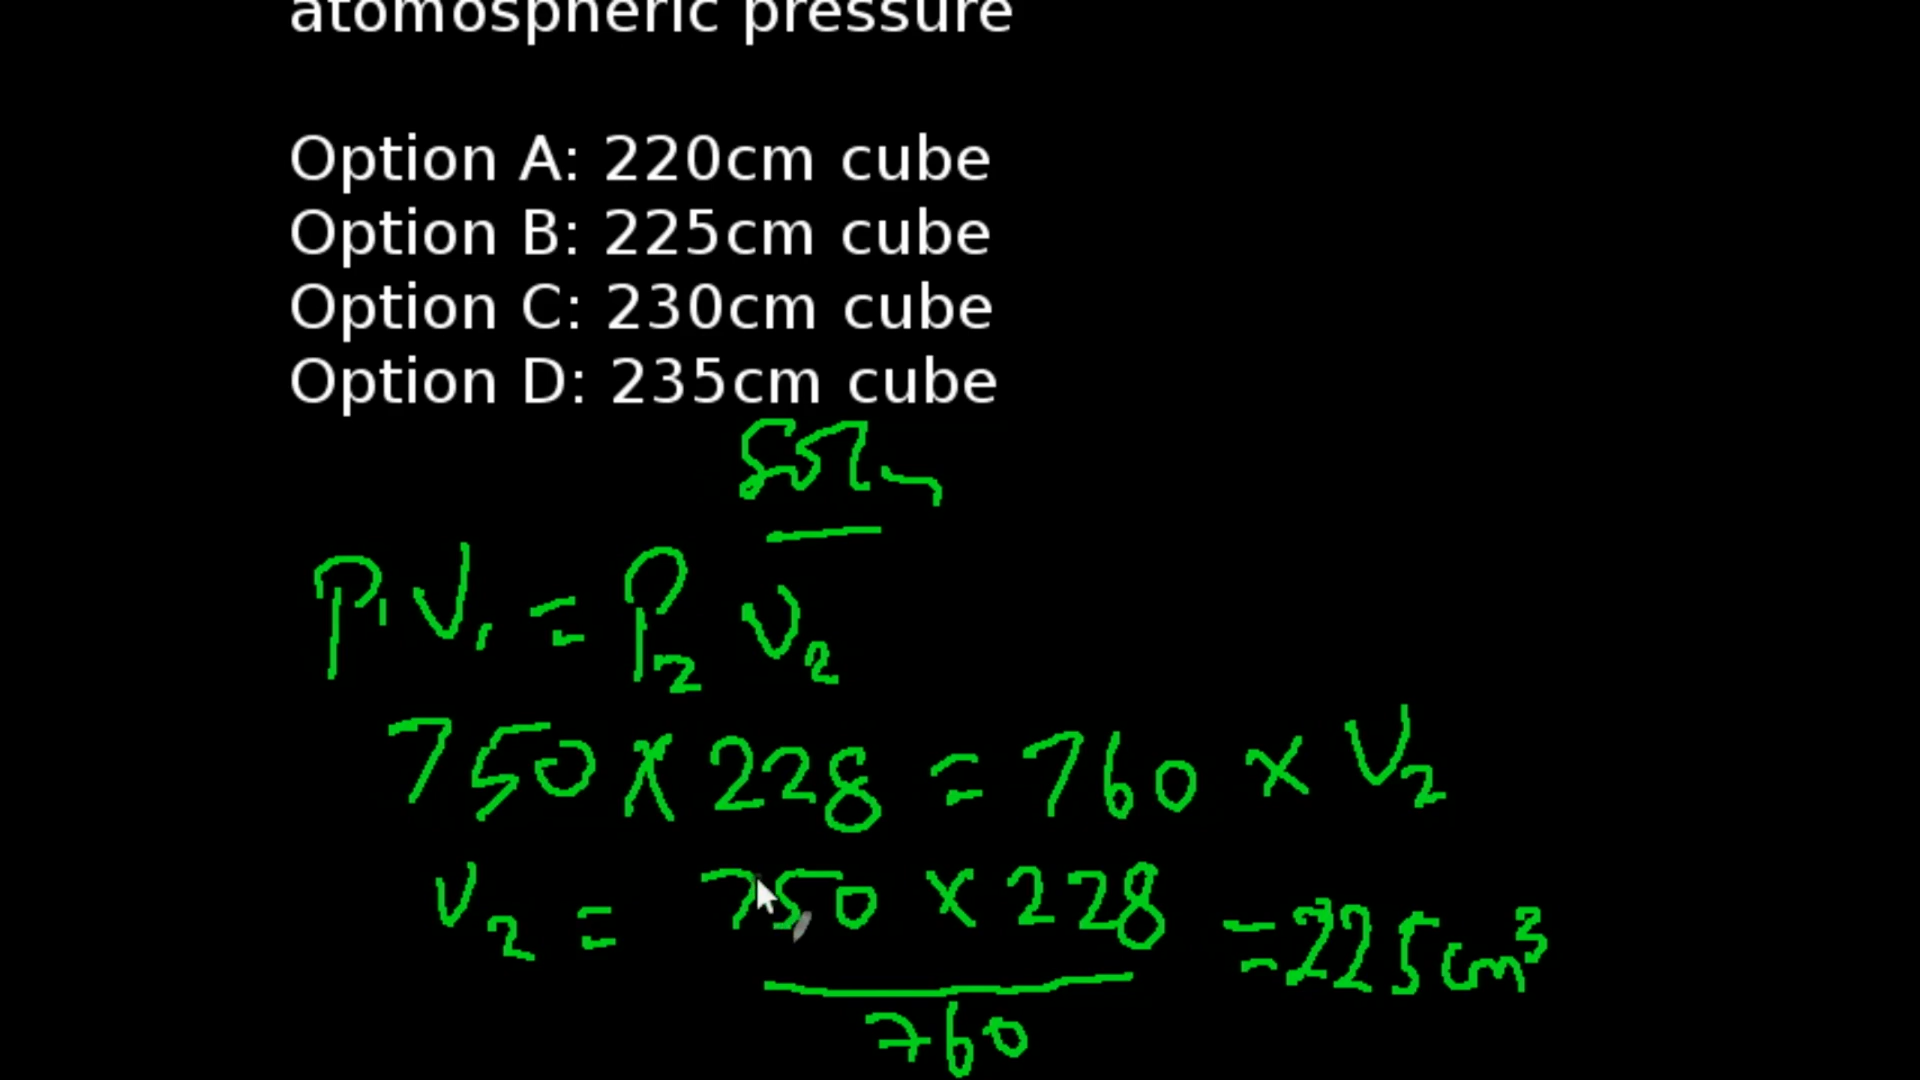 atomospheric pressure
Option A: 220cm cube
Option B: 225cm cube
Option C: 230cm cube
Option D: 235cm cube
P₁V₁ = P₂ V₂
750 × 228 = 760 × V₂
V₂ = 750 × 228 = 225cm³
760